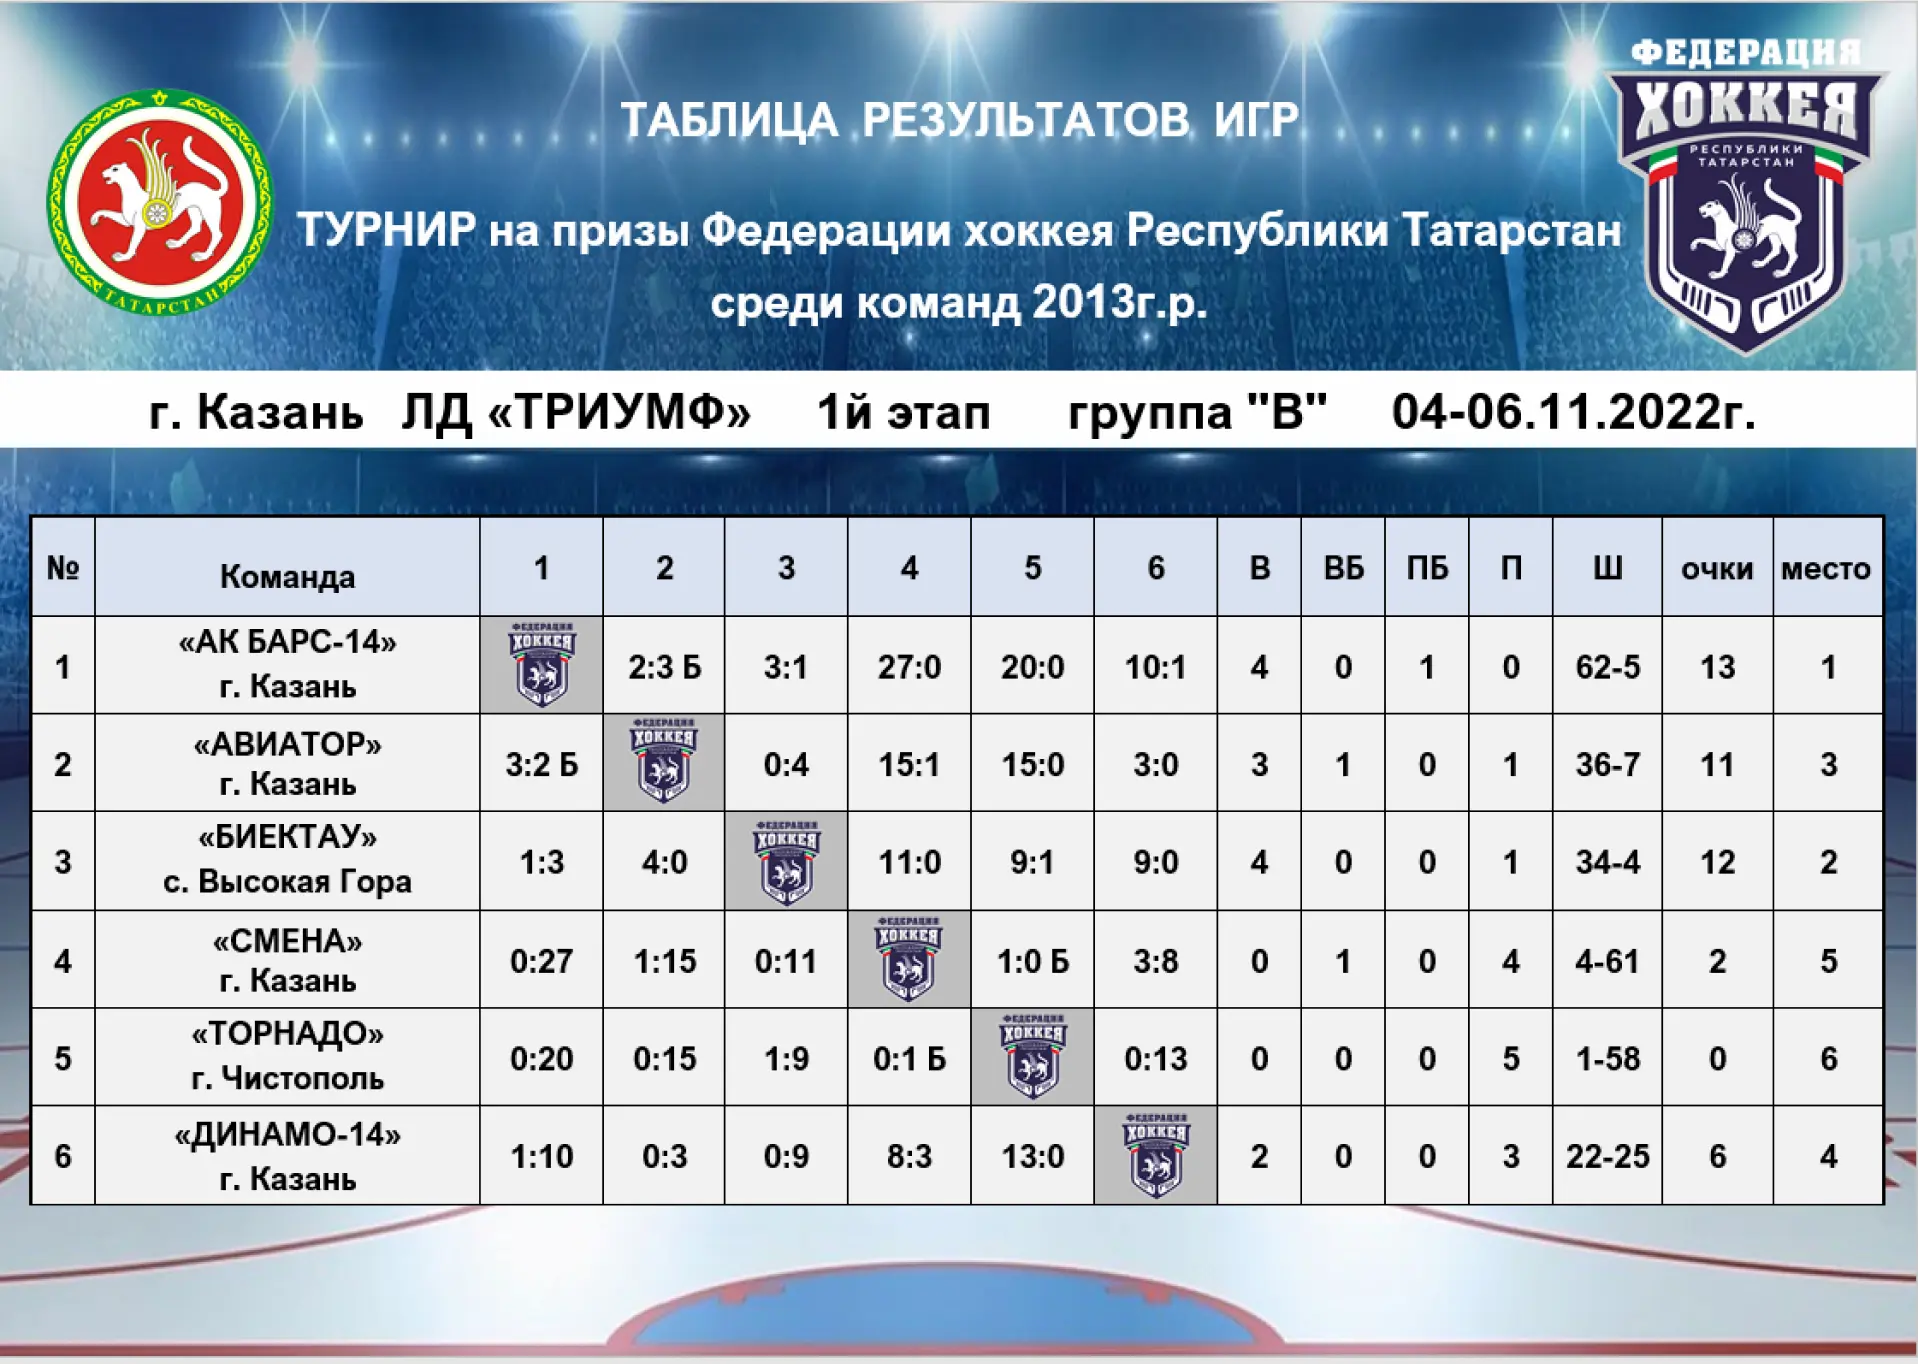 ФЕДЕРАЦИЯ
ХОККЕЯ
РЕСПУБЛИКИ
ТАТАРСТАН
ТАТАРСТАН
ТАБЛИЦА РЕЗУЛЬТАТОВ ИГР
ТУРНИР на призы Федерации хоккея Республики Татарстан
среди команд 2013г.р.
г. Казань ЛД «ТРИУМФ» 1й этап группа "В" 04-06.11.2022г.
№ Команда 1 2 3 4 5 6 В ВБ ПБ П Ш очки место
1 «АК БАРС-14» г. Казань ФЕДЕРАЦИЯ ХОККЕЯ 2:3 Б 3:1 27:0 20:0 10:1 4 0 1 0 62-5 13 1
2 «АВИАТОР» г. Казань 3:2 Б ФЕДЕРАЦИЯ ХОККЕЯ 0:4 15:1 15:0 3:0 3 1 0 1 36-7 11 3
3 «БИЕКТАУ» с. Высокая Гора 1:3 4:0 ФЕДЕРАЦИЯ ХОККЕЯ 11:0 9:1 9:0 4 0 0 1 34-4 12 2
4 «СМЕНА» г. Казань 0:27 1:15 0:11 ФЕДЕРАЦИЯ ХОККЕЯ 1:0 Б 3:8 0 1 0 4 4-61 2 5
5 «ТОРНАДО» г. Чистополь 0:20 0:15 1:9 0:1 Б ФЕДЕРАЦИЯ ХОККЕЯ 0:13 0 0 0 5 1-58 0 6
6 «ДИНАМО-14» г. Казань 1:10 0:3 0:9 8:3 13:0 ФЕДЕРАЦИЯ ХОККЕЯ 2 0 0 3 22-25 6 4